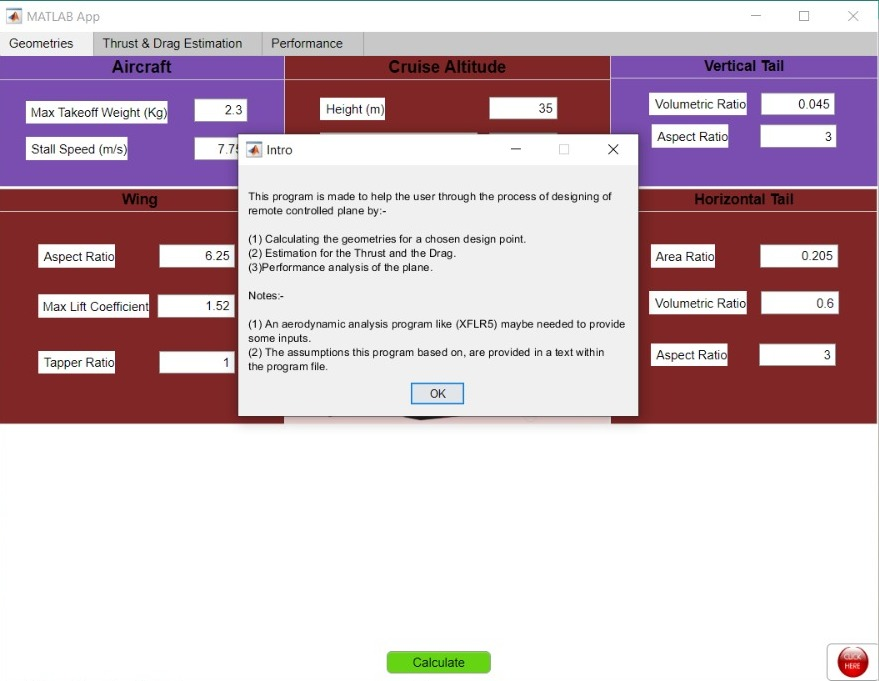 MATLAB App
Geometries Thrust & Drag Estimation Performance
Aircraft
Max Takeoff Weight (Kg) 2.3
Stall Speed (m/s)
Cruise Altitude
Height (m) 35
Vertical Tail
Volumetric Ratio 0.045
Aspect Ratio 3
Wing
Aspect Ratio 6.25
Max Lift Coefficient 1.52
Tapper Ratio 1
Horizontal Tail
Area Ratio 0.205
Volumetric Ratio 0.6
Aspect Ratio 3
Intro
This program is made to help the user through the process of designing of
remote controlled plane by:-
(1) Calculating the geometries for a chosen design point.
(2) Estimation for the Thrust and the Drag.
(3)Performance analysis of the plane.
Notes:-
(1) An aerodynamic analysis program like (XFLR5) maybe needed to provide
some inputs.
(2) The assumptions this program based on, are provided in a text within
the program file.
OK
Calculate
CLICK
HERE